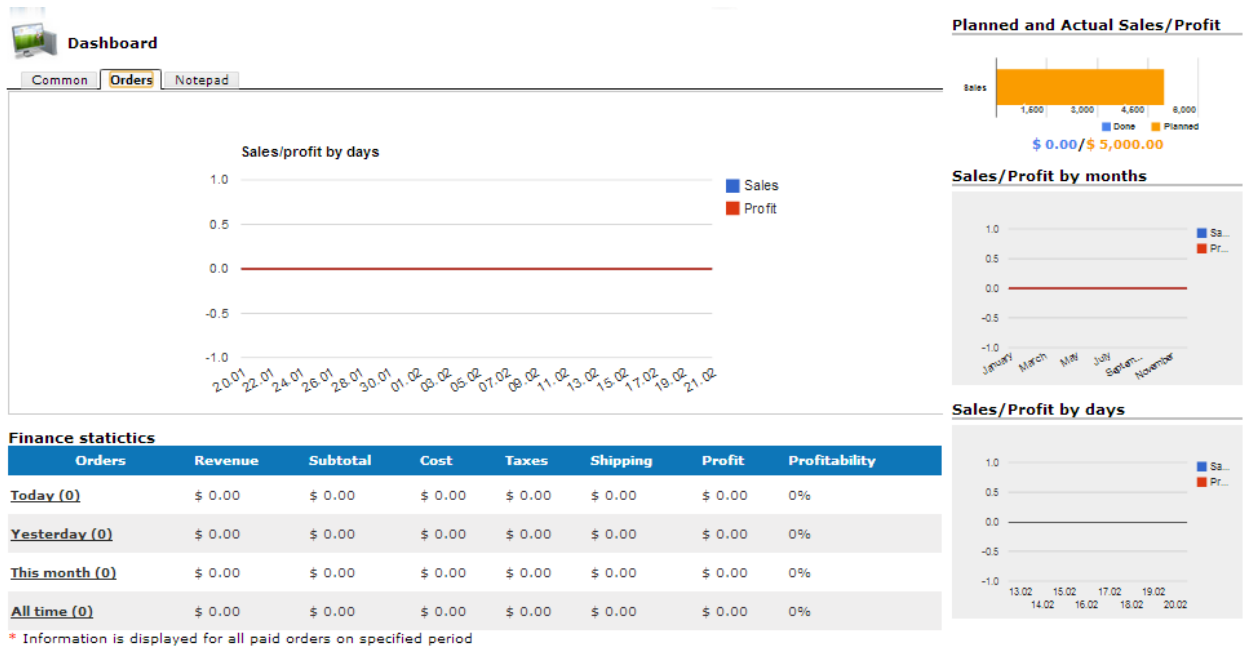 Dashboard
Common Orders Notepad
Sales/profit by days
1.0
0.5
0.0
-0.5
-1.0
20.01 22.01 24.01 26.01 28.01 30.01 01.02 03.02 05.02 07.02 09.02 11.02 13.02 15.02 17.02 19.02 21.02
Sales
Profit
Finance statictics
Orders Revenue Subtotal Cost Taxes Shipping Profit Profitability
Today (0) $ 0.00 $ 0.00 $ 0.00 $ 0.00 $ 0.00 $ 0.00 0%
Yesterday (0) $ 0.00 $ 0.00 $ 0.00 $ 0.00 $ 0.00 $ 0.00 0%
This month (0) $ 0.00 $ 0.00 $ 0.00 $ 0.00 $ 0.00 $ 0.00 0%
All time (0) $ 0.00 $ 0.00 $ 0.00 $ 0.00 $ 0.00 $ 0.00 0%
* Information is displayed for all paid orders on specified period
Planned and Actual Sales/Profit
Sales
1,500 3,000 4,500 6,000
Done Planned
$ 0.00/$ 5,000.00
Sales/Profit by months
1.0
0.5
0.0
-0.5
-1.0
January March May July Septem... November
Sa...
Pr...
Sales/Profit by days
1.0
0.5
0.0
-0.5
-1.0
13.02 15.02 17.02 19.02
14.02 16.02 18.02 20.02
Sa...
Pr...